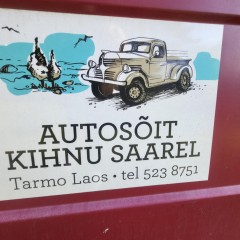 AUTOSÕIT
KIHNU SAAREL
Tarmo Laos • tel 523 8751